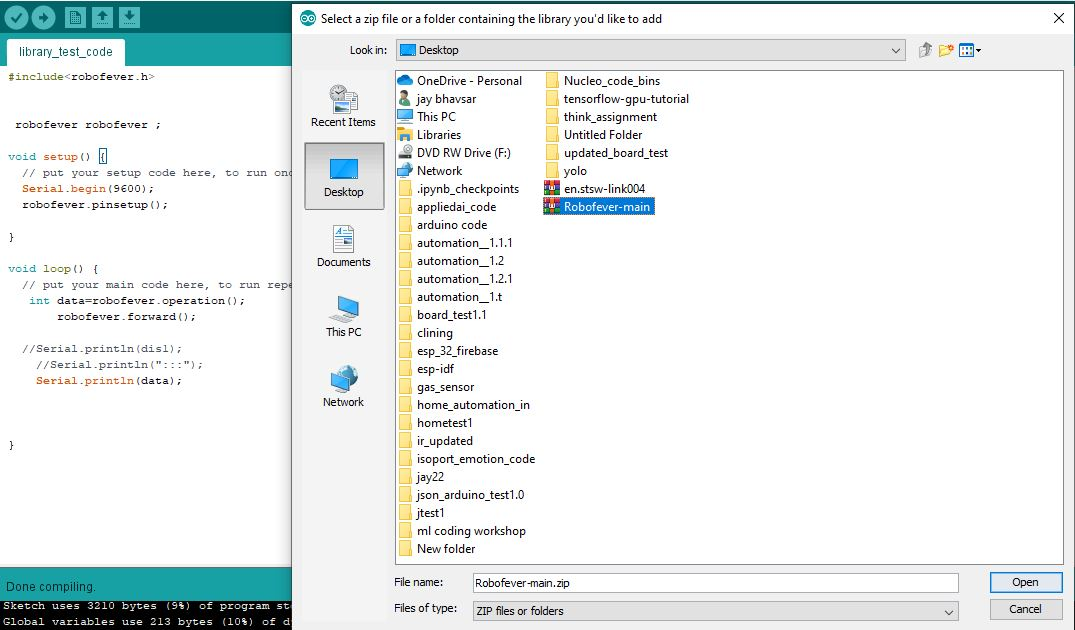 library_test_code
#include<robofever.h>
robofever robofever ;
void setup() {
// put your setup code here, to run onc
Serial.begin(9600);
robofever.pinsetup();
}
void loop() {
// put your main code here, to run repe
int data=robofever.operation();
robofever.forward();
//Serial.println(dis1);
//Serial.println(":::");
Serial.println(data);
}
Done compiling.
Sketch uses 3210 bytes (9%) of program st
Global variables use 213 bytes (10%) of d
Select a zip file or a folder containing the library you'd like to add
Look in:
Desktop
Recent Items
Desktop
Documents
This PC
Network
OneDrive - Personal
jay bhavsar
This PC
Libraries
DVD RW Drive (F:)
Network
.ipynb_checkpoints
appliedai_code
arduino code
automation__1.1.1
automation__1.2
automation__1.2.1
automation__1.t
board_test1.1
clining
esp_32_firebase
esp-idf
gas_sensor
home_automation_in
hometest1
ir_updated
isoport_emotion_code
jay22
json_arduino_test1.0
jtest1
ml coding workshop
New folder
Nucleo_code_bins
tensorflow-gpu-tutorial
think_assignment
Untitled Folder
updated_board_test
yolo
en.stsw-link004
Robofever-main
File name:
Robofever-main.zip
Open
Files of type:
ZIP files or folders
Cancel